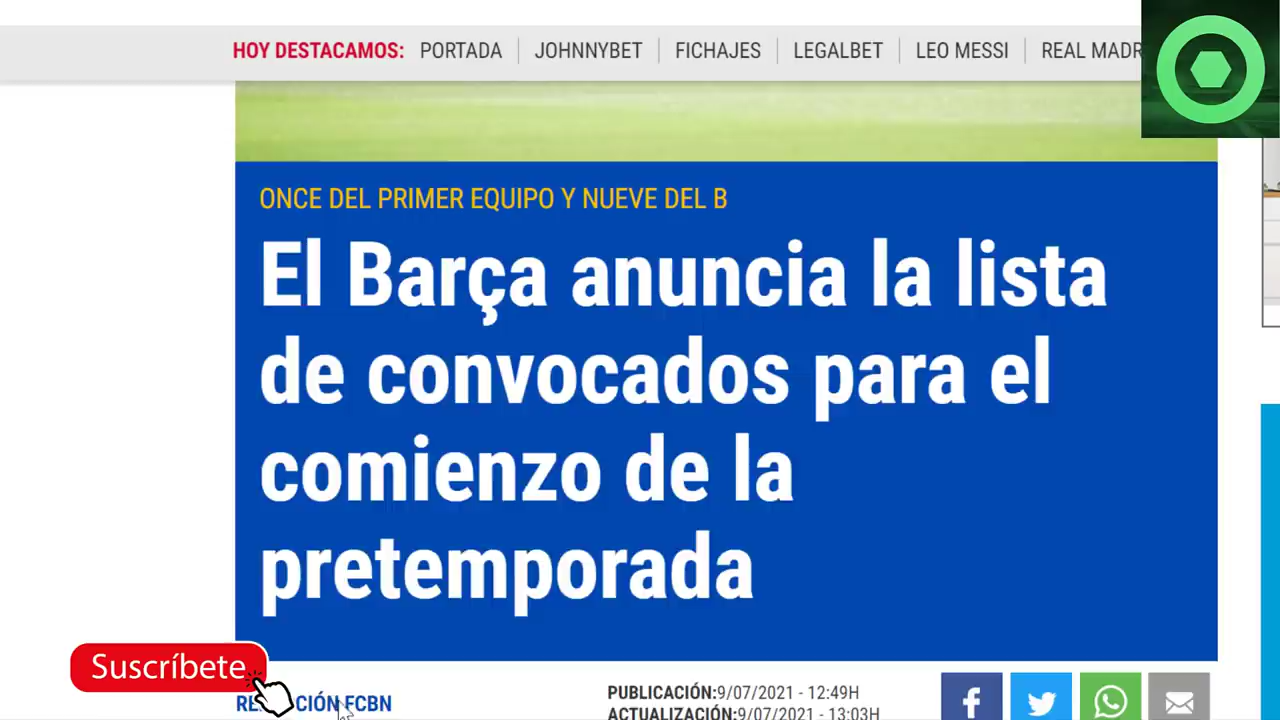 HOY DESTACAMOS: PORTADA JOHNNYBET FICHAJES LEGALBET LEO MESSI REAL MADR
ONCE DEL PRIMER EQUIPO Y NUEVE DEL B
El Barça anuncia la lista
de convocados para el
comienzo de la
pretemporada
Suscríbete
FCBN
PUBLICACIÓN:9/07/2021 - 12:49H
ACTUALIZACIÓN:9/07/2021 - 13:03H